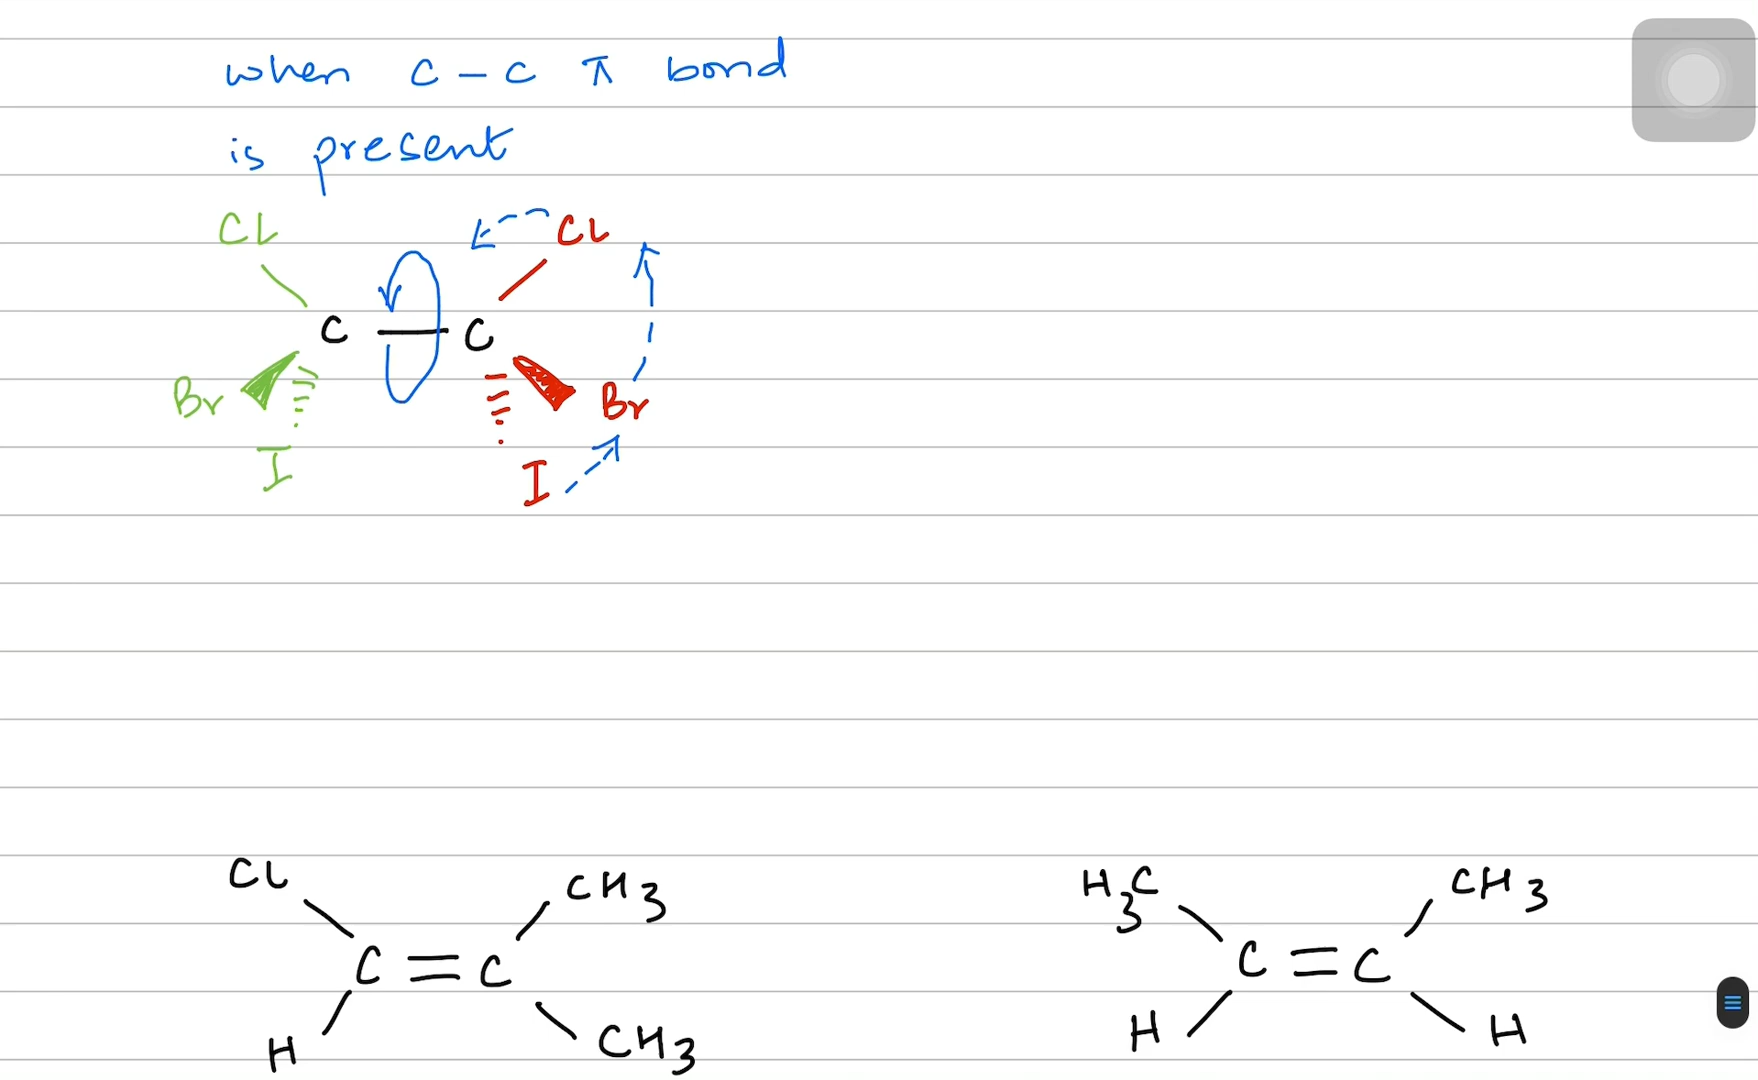 when C - C π bond
is present
Cl Cl
C - C
Br Br
I I
Cl CH3 H3C CH3
C = C C = C
H CH3 H H